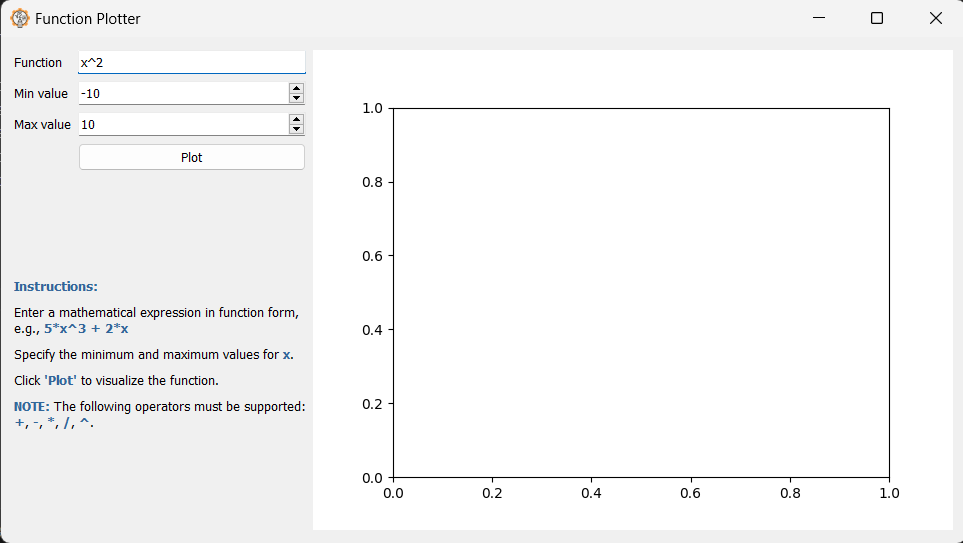 Function Plotter
Function x^2
Min value -10
Max value 10
Plot
Instructions:
Enter a mathematical expression in function form,
e.g., 5*x^3 + 2*x
Specify the minimum and maximum values for x.
Click 'Plot' to visualize the function.
NOTE: The following operators must be supported:
+, -, *, /, ^.
1.0
0.8
0.6
0.4
0.2
0.0
0.0 0.2 0.4 0.6 0.8 1.0